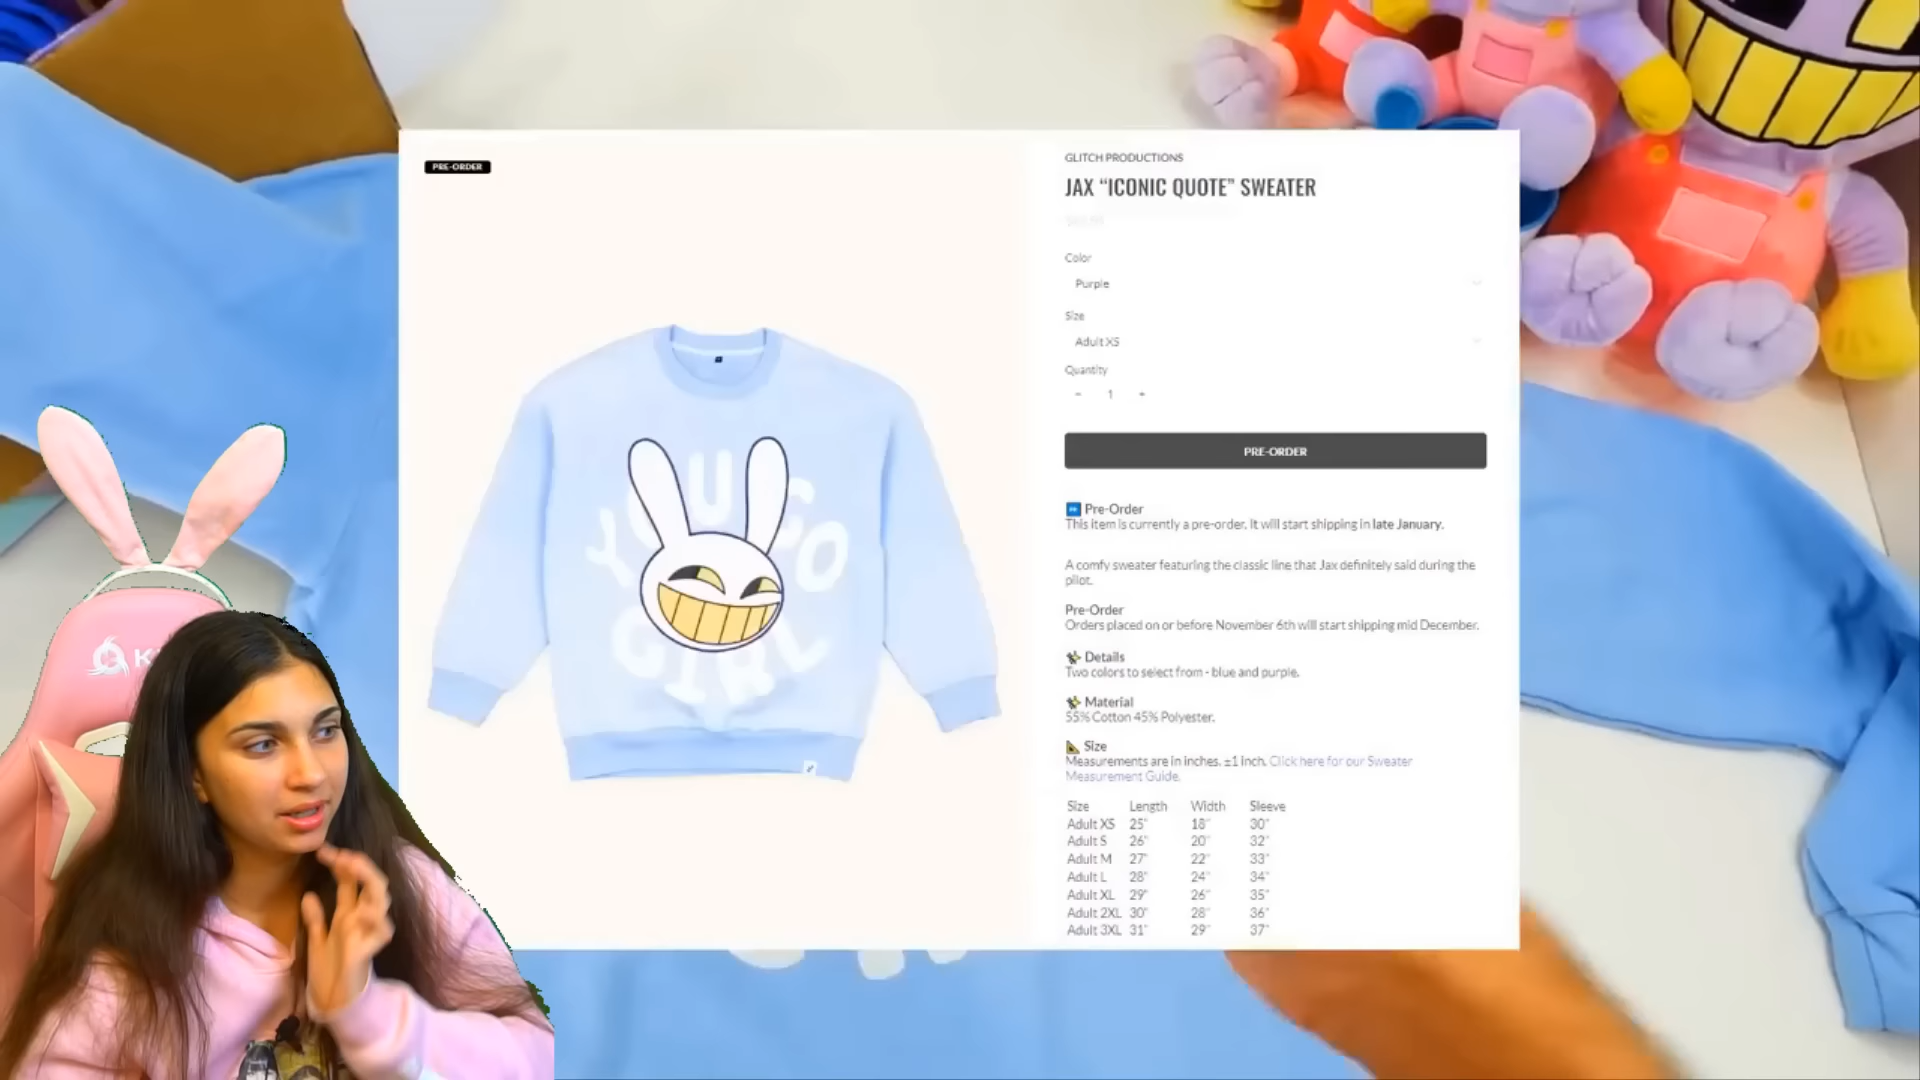 PRE-ORDER
YOU GO
GIRL
GLITCH PRODUCTIONS
JAX “ICONIC QUOTE” SWEATER
Color
Purple
Size
Adult XS
Quantity
- 1 +
PRE-ORDER
Pre-Order
This item is currently a pre-order. It will start shipping in late January.
A comfy sweater featuring the classic line that Jax definitely said during the
pilot.
Pre-Order
Orders placed on or before November 6th will start shipping mid December.
Details
Two colors to select from - blue and purple.
Material
55% Cotton 45% Polyester.
Size
Measurements are in inches. ±1 Inch. Click here for our Sweater
Measurement Guide.
Size Length Width Sleeve
Adult XS 25" 18" 30"
Adult S 26" 20" 32"
Adult M 27" 22" 33"
Adult L 28" 24" 34"
Adult XL 29" 26" 35"
Adult 2XL 30" 28" 36"
Adult 3XL 31" 29" 37"